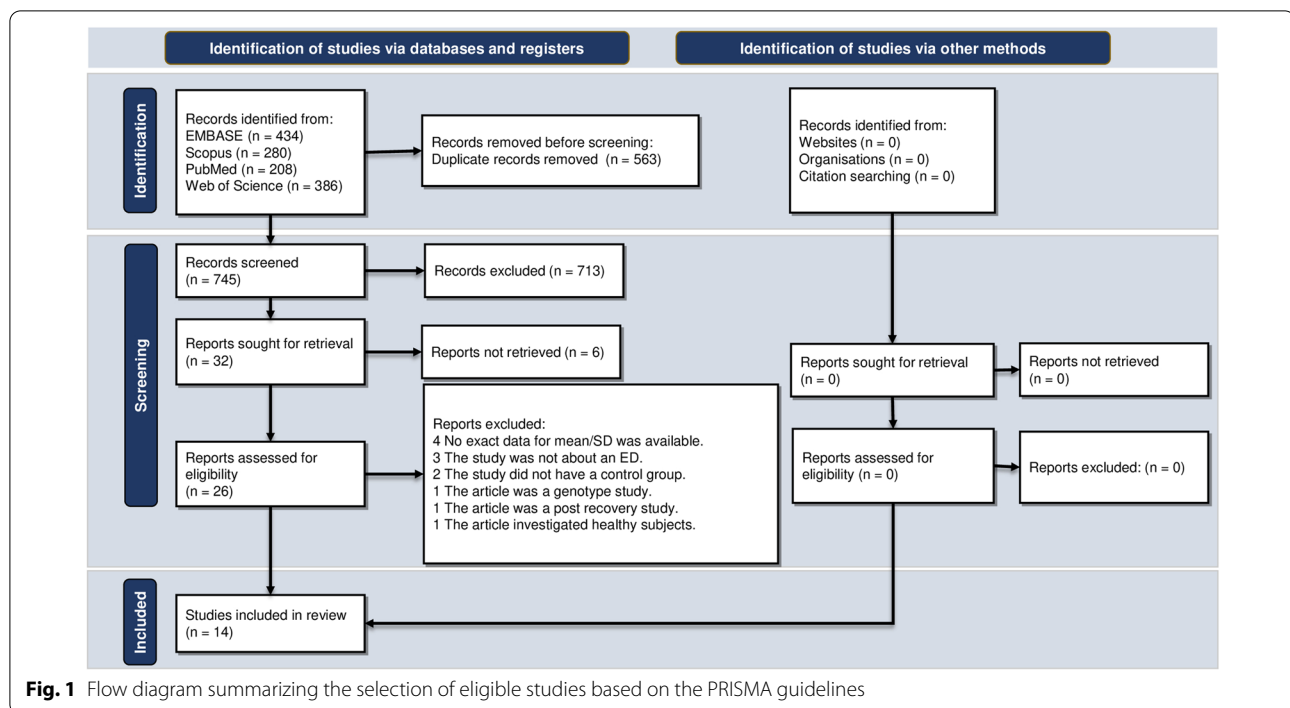 Identification of studies via databases and registers
Identification of studies via other methods
Identification
Records identified from:
EMBASE (n = 434)
Scopus (n = 280)
PubMed (n = 208)
Web of Science (n = 386)
Records removed before screening:
Duplicate records removed (n = 563)
Records identified from:
Websites (n = 0)
Organisations (n = 0)
Citation searching (n = 0)
Screening
Records screened
(n = 745)
Records excluded (n = 713)
Reports sought for retrieval
(n = 32)
Reports not retrieved (n = 6)
Reports sought for retrieval
(n = 0)
Reports not retrieved
(n = 0)
Reports assessed for
eligibility
(n = 26)
Reports excluded:
4 No exact data for mean/SD was available.
3 The study was not about an ED.
2 The study did not have a control group.
1 The article was a genotype study.
1 The article was a post recovery study.
1 The article investigated healthy subjects.
Reports assessed for
eligibility (n = 0)
Reports excluded: (n = 0)
Included
Studies included in review
(n = 14)
Fig. 1 Flow diagram summarizing the selection of eligible studies based on the PRISMA guidelines